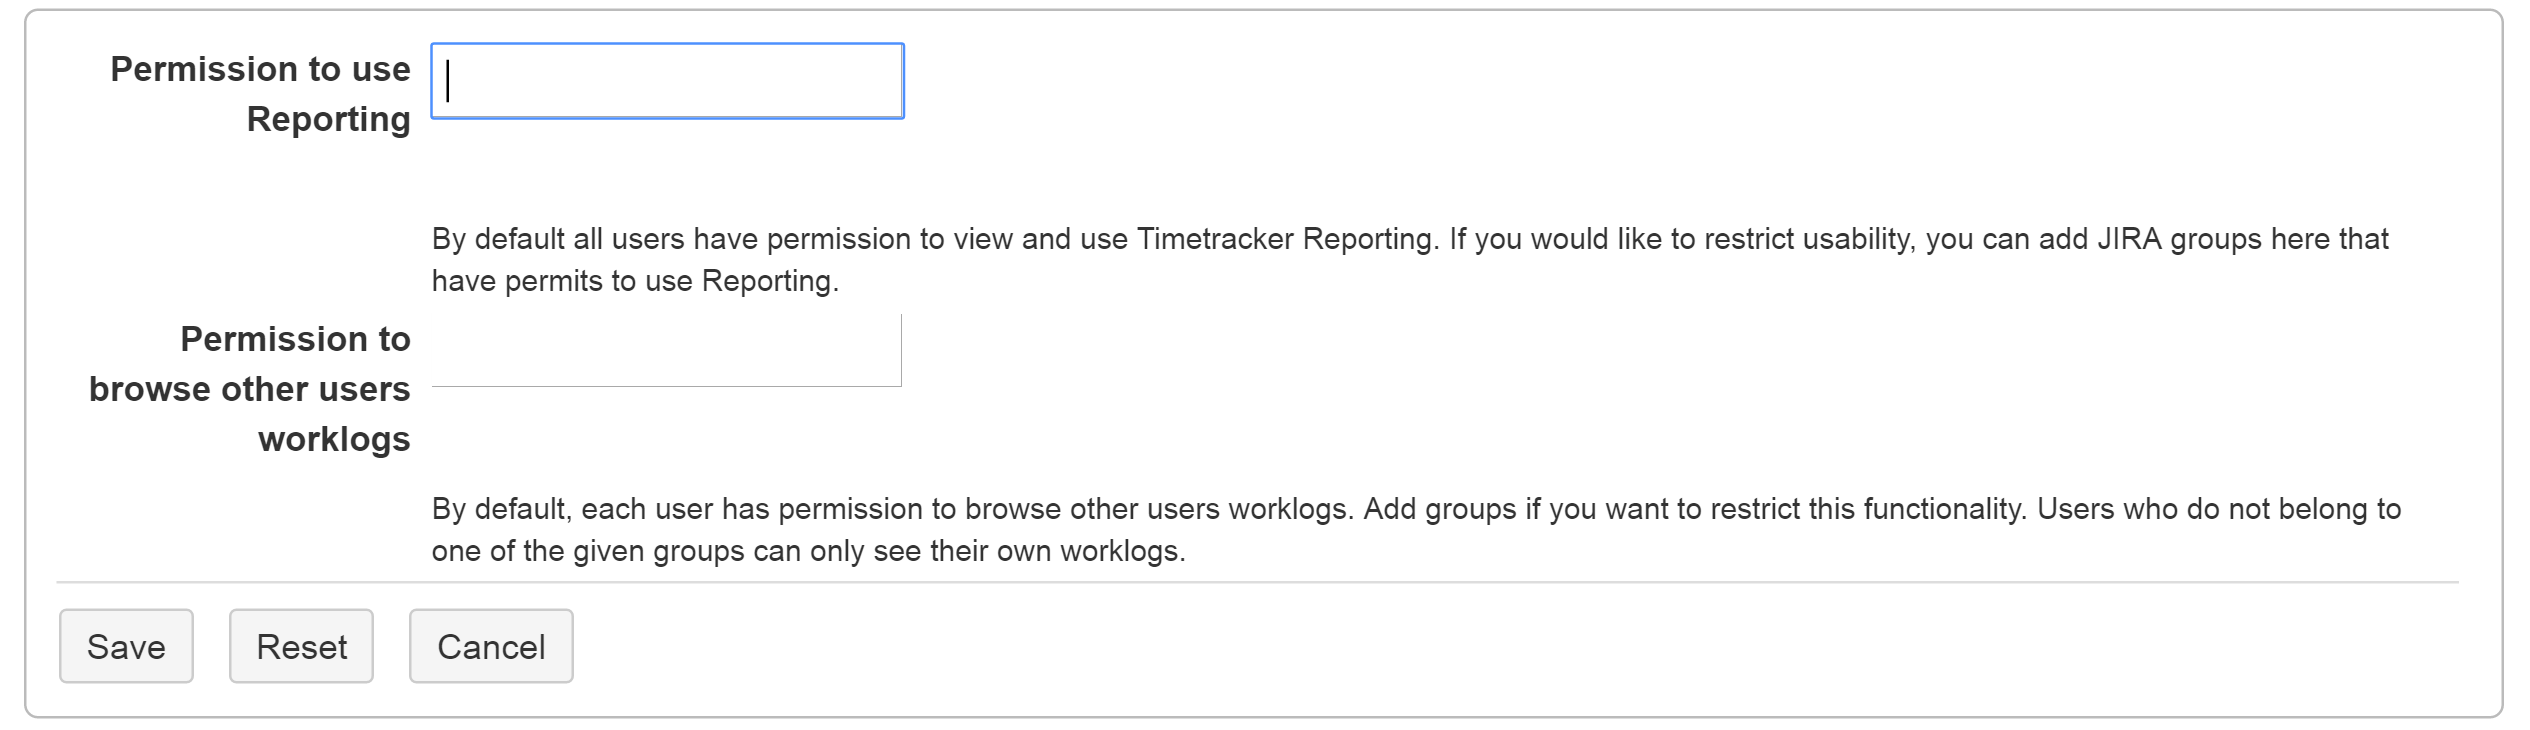 Permission to use
Reporting
By default all users have permission to view and use Timetracker Reporting. If you would like to restrict usability, you can add JIRA groups here that
have permits to use Reporting.
Permission to
browse other users
worklogs
By default, each user has permission to browse other users worklogs. Add groups if you want to restrict this functionality. Users who do not belong to
one of the given groups can only see their own worklogs.
Save Reset Cancel